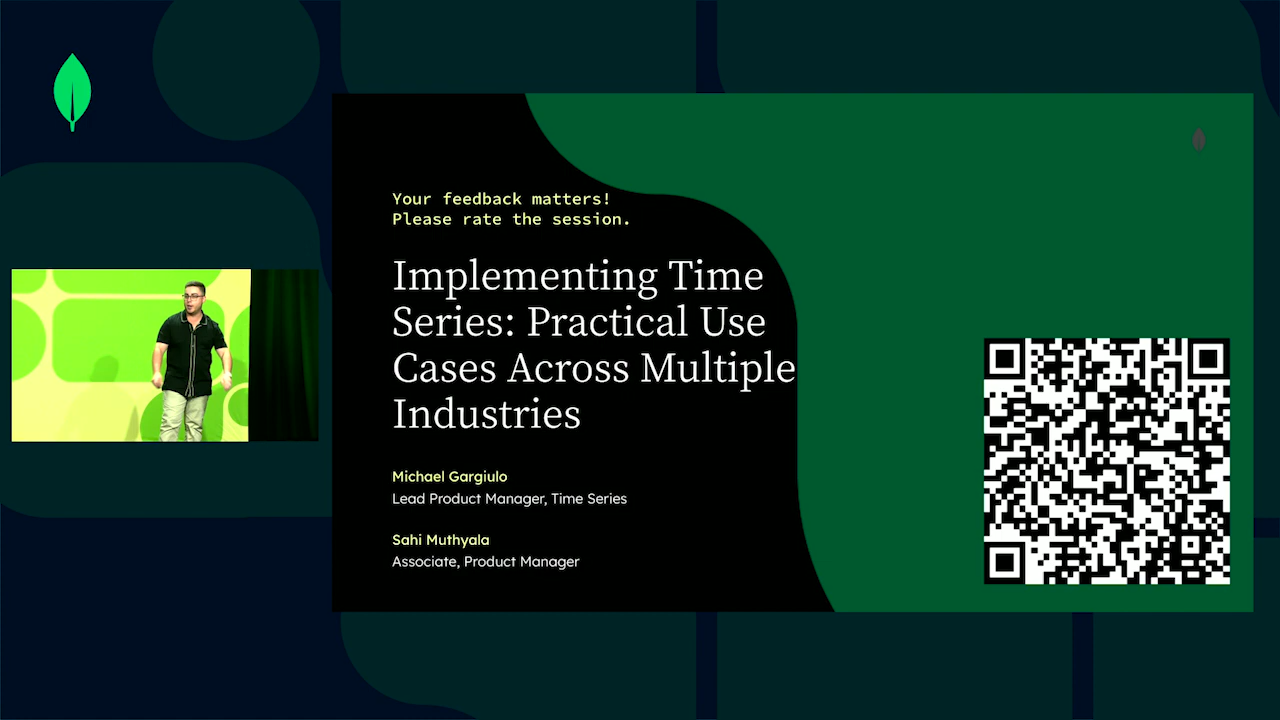 Your feedback matters!
Please rate the session.
Implementing Time
Series: Practical Use
Cases Across Multiple
Industries
Michael Gargiulo
Lead Product Manager, Time Series
Sahi Muthyala
Associate, Product Manager